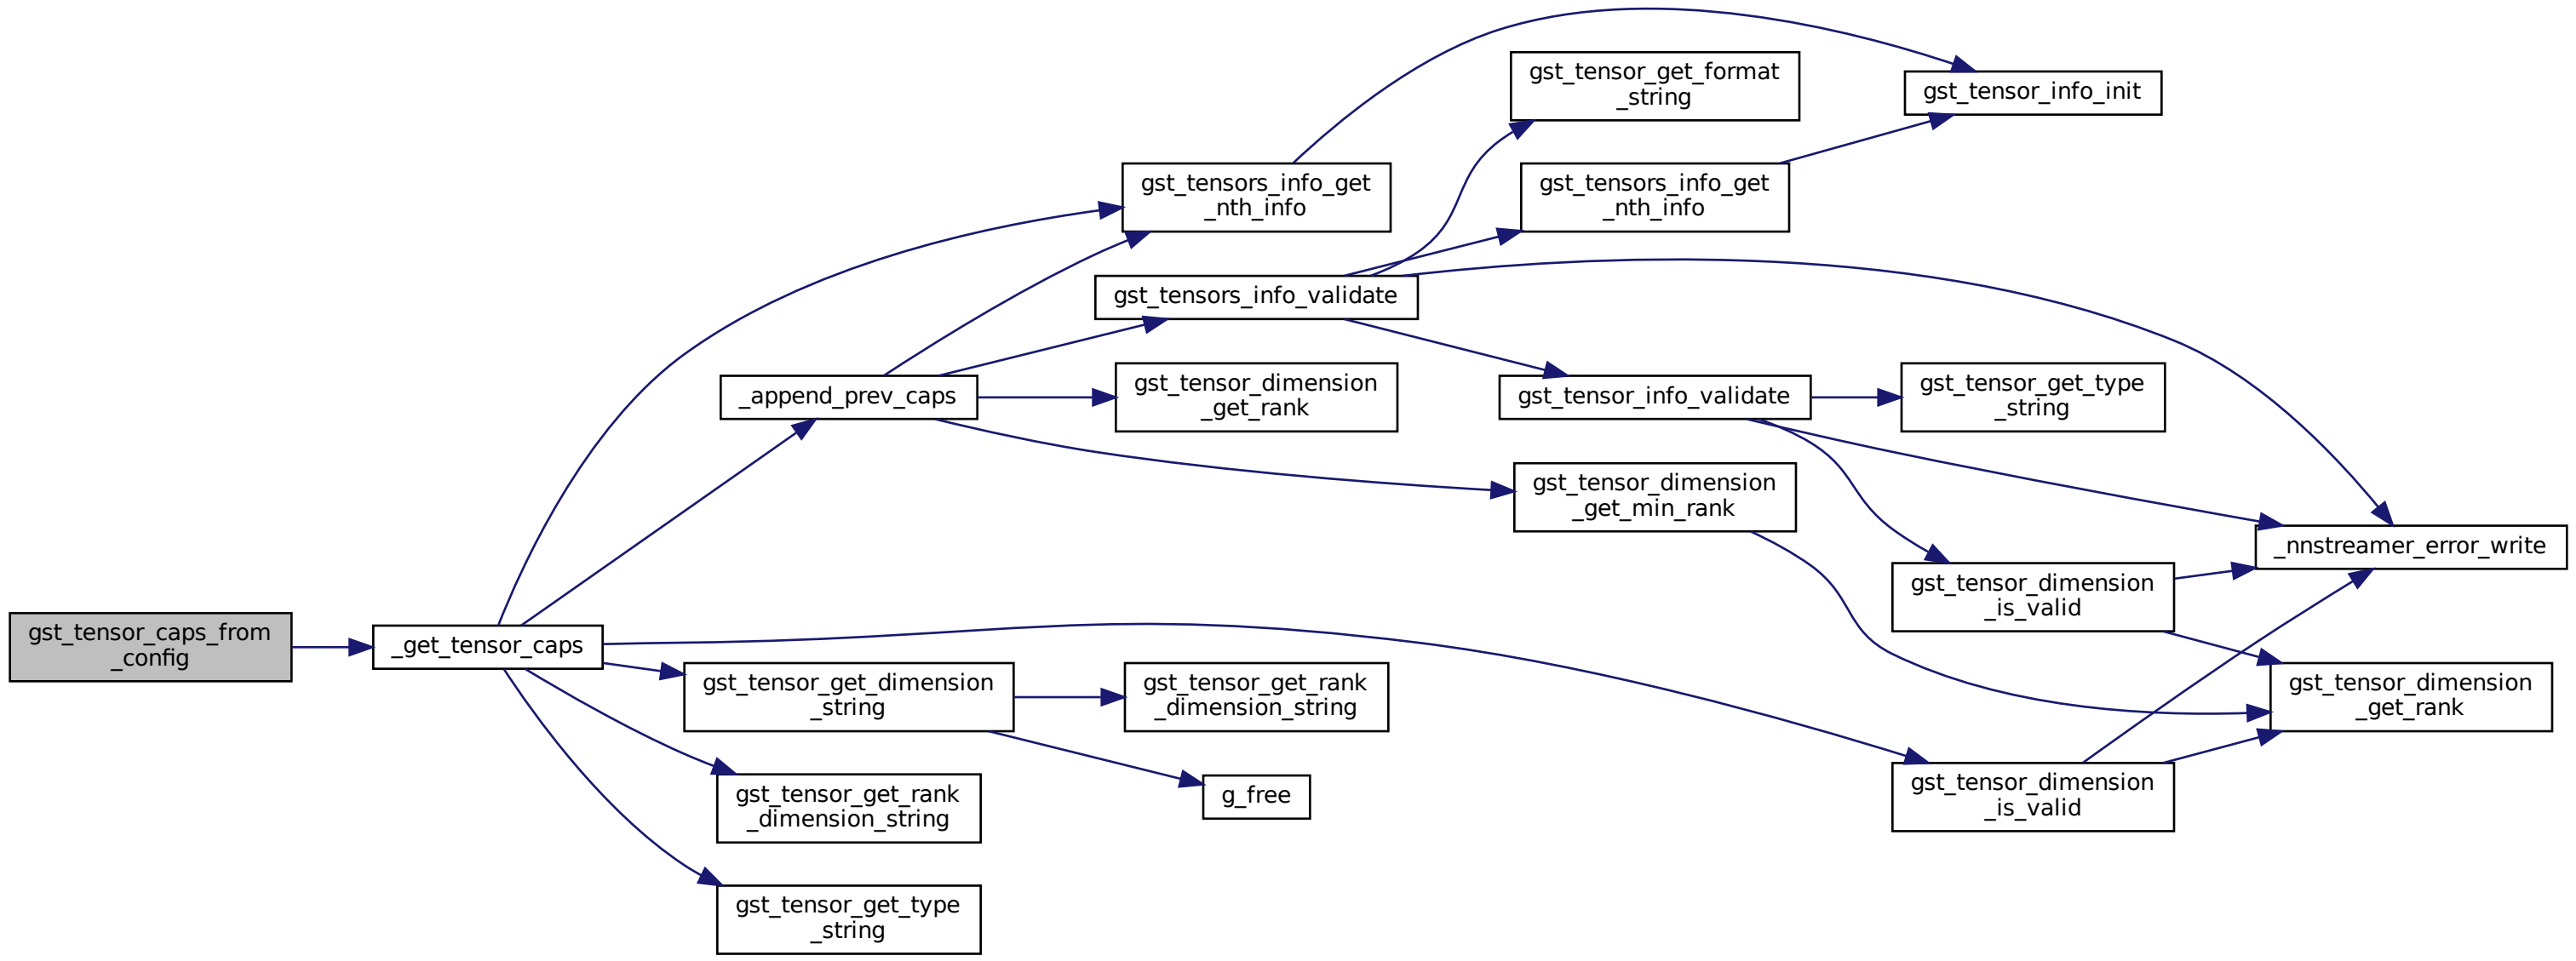 gst_tensor_caps_from
_config
_get_tensor_caps
_append_prev_caps
gst_tensor_get_dimension
_string
gst_tensor_get_rank
_dimension_string
gst_tensor_get_type
_string
gst_tensors_info_get
_nth_info
gst_tensors_info_validate
gst_tensor_dimension
_get_rank
gst_tensor_get_rank
_dimension_string
g_free
gst_tensor_get_format
_string
gst_tensors_info_get
_nth_info
gst_tensor_info_validate
gst_tensor_dimension
_get_min_rank
gst_tensor_info_init
gst_tensor_get_type
_string
gst_tensor_dimension
_is_valid
gst_tensor_dimension
_is_valid
_nnstreamer_error_write
gst_tensor_dimension
_get_rank